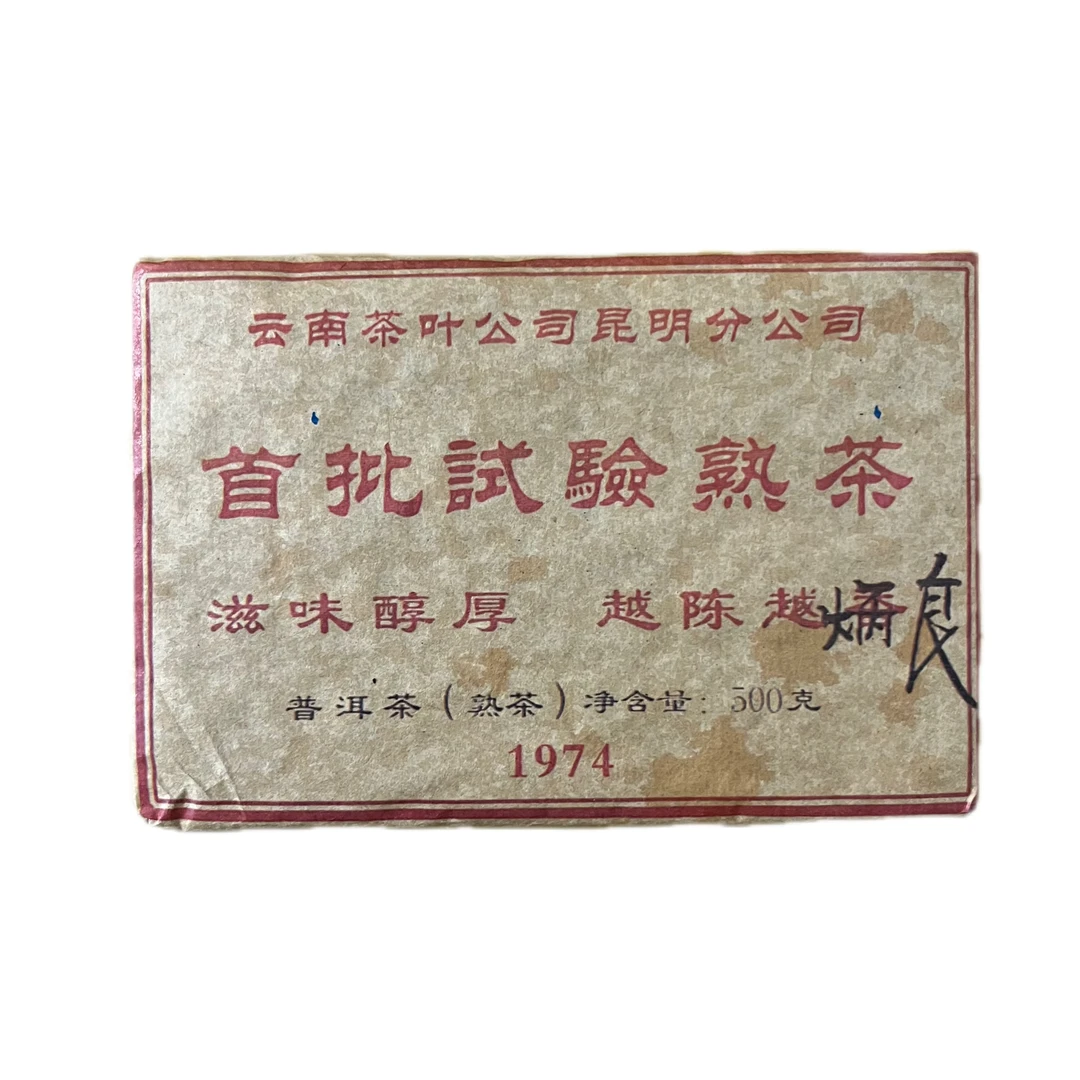 云南茶叶公司昆明分公司
首批試驗熟茶
滋味醇厚 越陈越香
普洱茶(熟茶)净含量:500克
1974